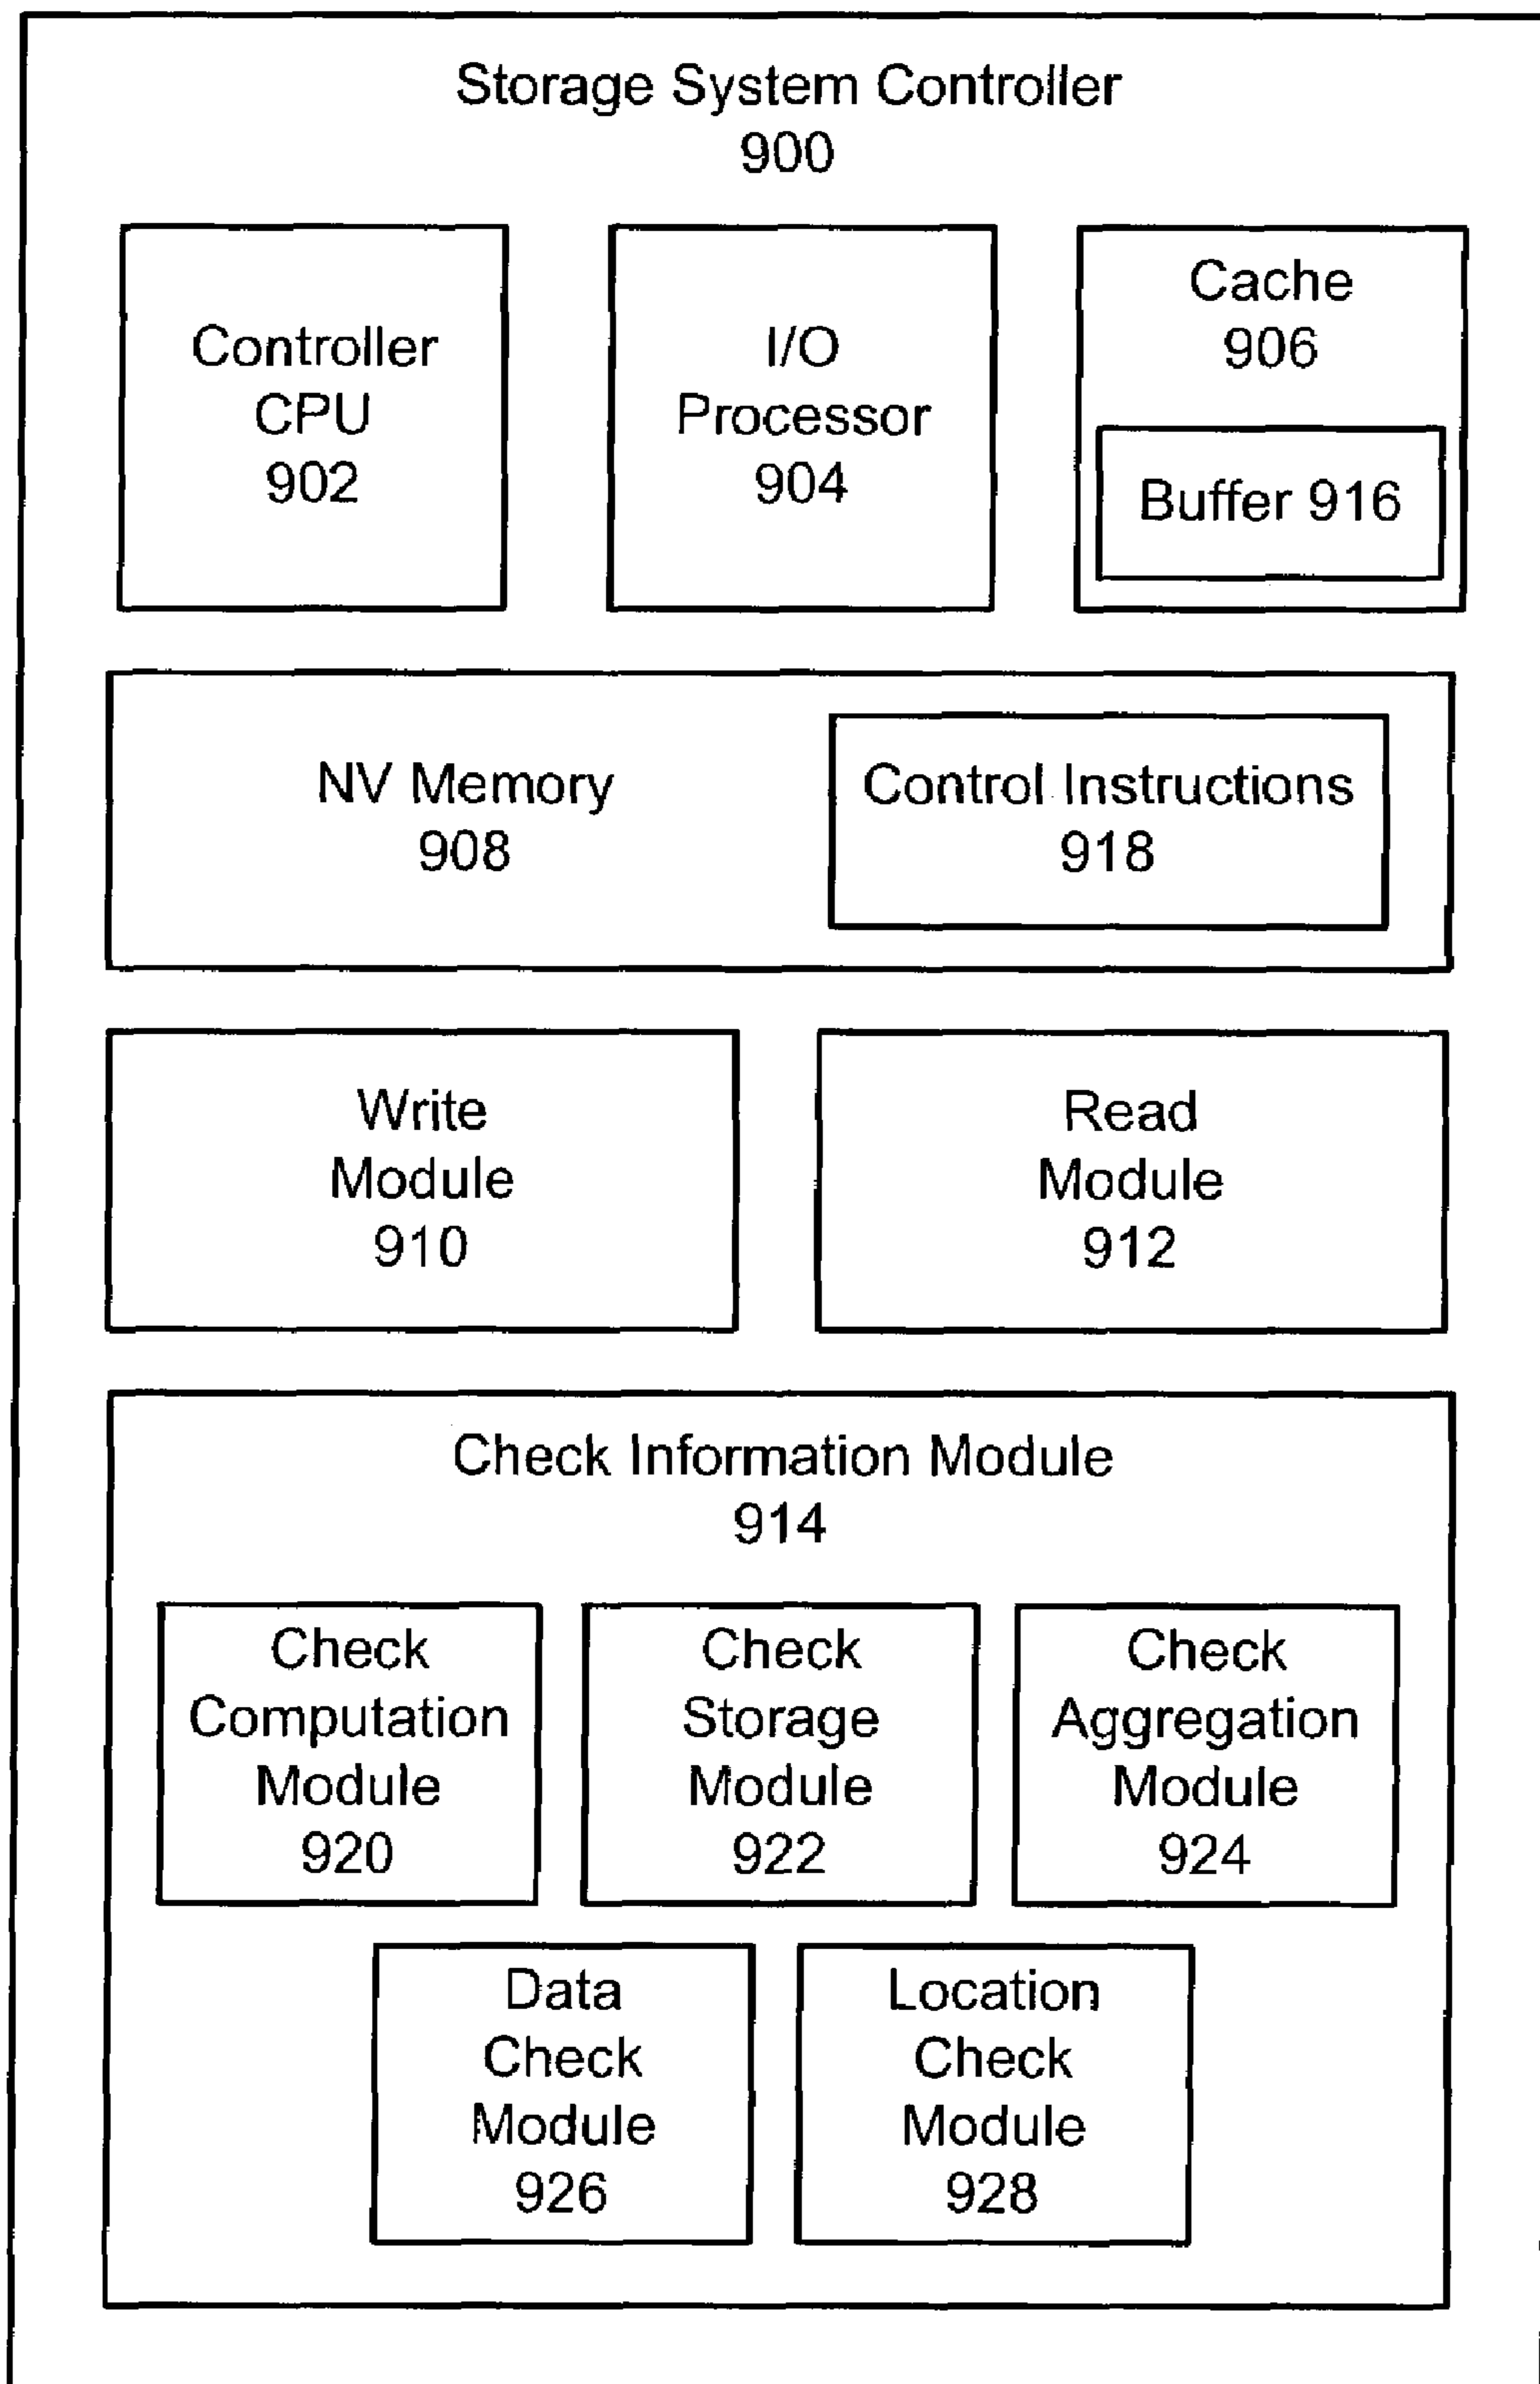 Storage System Controller
900
Controller
CPU
902
I/O
Processor
904
Cache
906
Buffer 916
NV Memory
908
Control Instructions
918
Write
Module
910
Read
Module
912
Check Information Module
914
Check
Computation
Module
920
Check
Storage
Module
922
Check
Aggregation
Module
924
Data
Check
Module
926
Location
Check
Module
928